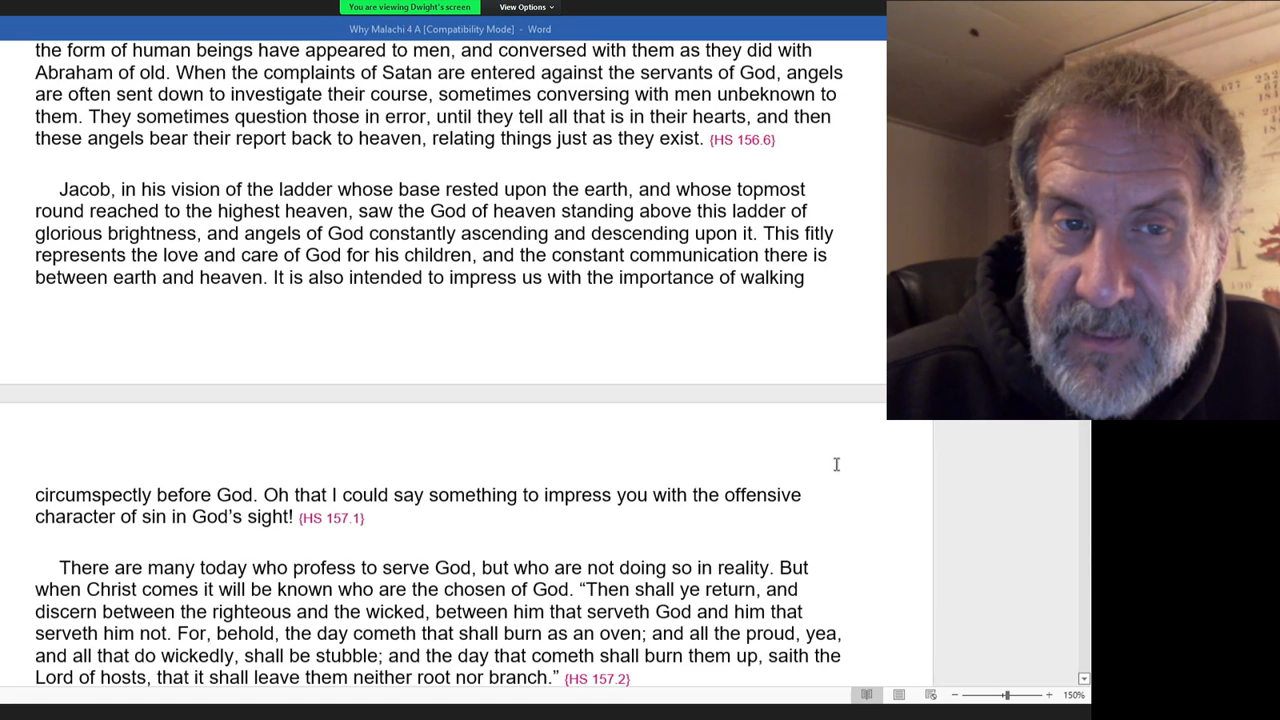 You are viewing Dwight's screen
View Options
Why Malachi 4 A [Compatibility Mode] - Word
the form of human beings have appeared to men, and conversed with them as they did with
Abraham of old. When the complaints of Satan are entered against the servants of God, angels
are often sent down to investigate their course, sometimes conversing with men unbeknown to
them. They sometimes question those in error, until they tell all that is in their hearts, and then
these angels bear their report back to heaven, relating things just as they exist. {HS 156.6}
Jacob, in his vision of the ladder whose base rested upon the earth, and whose topmost
round reached to the highest heaven, saw the God of heaven standing above this ladder of
glorious brightness, and angels of God constantly ascending and descending upon it. This fitly
represents the love and care of God for his children, and the constant communication there is
between earth and heaven. It is also intended to impress us with the importance of walking
circumspectly before God. Oh that I could say something to impress you with the offensive
character of sin in God’s sight! {HS 157.1}
There are many today who profess to serve God, but who are not doing so in reality. But
when Christ comes it will be known who are the chosen of God. “Then shall ye return, and
discern between the righteous and the wicked, between him that serveth God and him that
serveth him not. For, behold, the day cometh that shall burn as an oven; and all the proud, yea,
and all that do wickedly, shall be stubble; and the day that cometh shall burn them up, saith the
Lord of hosts, that it shall leave them neither root nor branch.” {HS 157.2}
150%